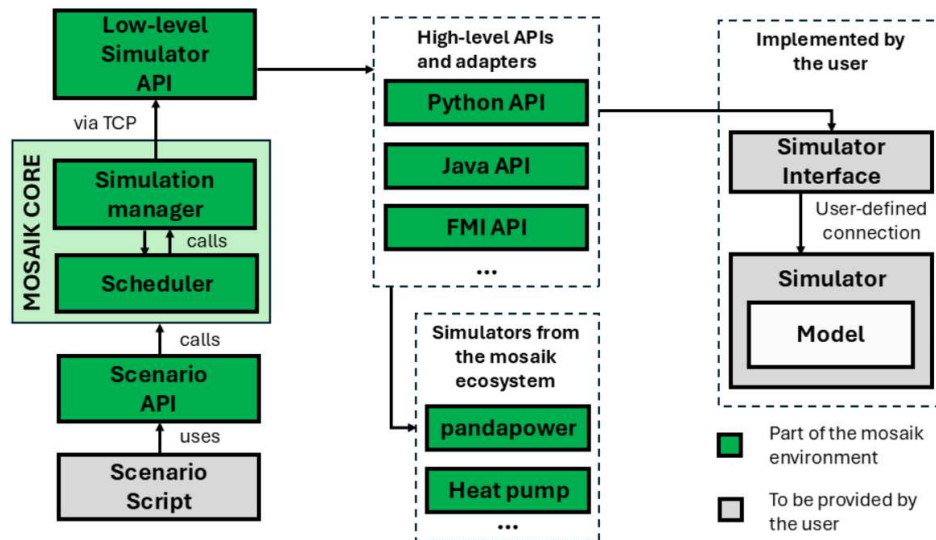 Low-level
Simulator
API
via TCP
MOSAIK CORE
Simulation
manager
calls
Scheduler
calls
Scenario
API
uses
Scenario
Script
High-level APIs
and adapters
Python API
Java API
FMI API
...
Simulators from
the mosaik
ecosystem
pandapower
Heat pump
...
Implemented by
the user
Simulator
Interface
User-defined
connection
Simulator
Model
Part of the mosaik
environment
To be provided by
the user